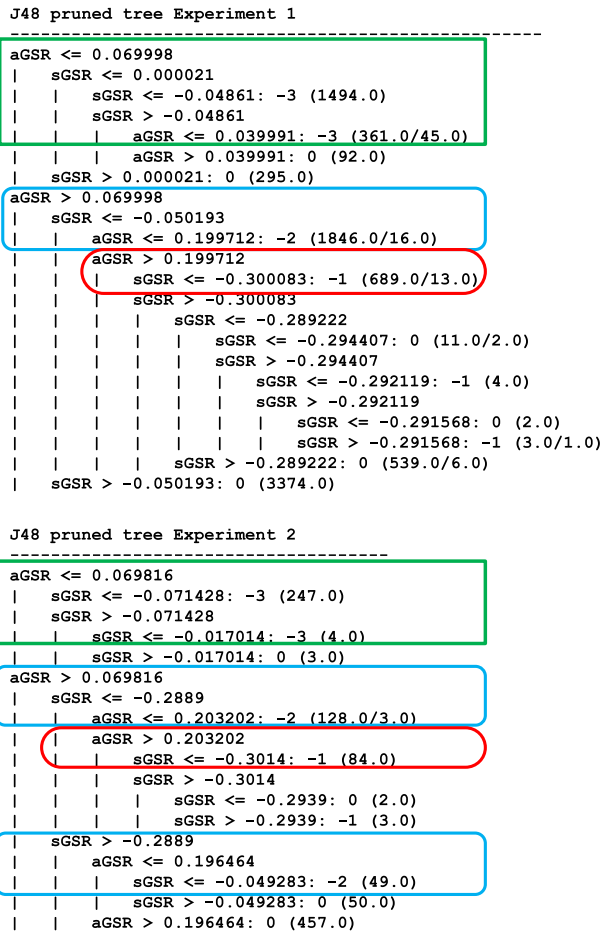 J48 pruned tree Experiment 1
----------------------------------------------------
aGSR <= 0.069998
|   sGSR <= 0.000021
|   |   sGSR <= -0.04861: -3 (1494.0)
|   |   sGSR > -0.04861
|   |   |   aGSR <= 0.039991: -3 (361.0/45.0)
|   |   |   aGSR > 0.039991: 0 (92.0)
|   sGSR > 0.000021: 0 (295.0)
aGSR > 0.069998
|   sGSR <= -0.050193
|   |   aGSR <= 0.199712: -2 (1846.0/16.0)
|   |   aGSR > 0.199712
|   |   |   sGSR <= -0.300083: -1 (689.0/13.0)
|   |   |   sGSR > -0.300083
|   |   |   |   sGSR <= -0.289222
|   |   |   |   |   sGSR <= -0.294407: 0 (11.0/2.0)
|   |   |   |   |   sGSR > -0.294407
|   |   |   |   |   |   sGSR <= -0.292119: -1 (4.0)
|   |   |   |   |   |   sGSR > -0.292119
|   |   |   |   |   |   |   sGSR <= -0.291568: 0 (2.0)
|   |   |   |   |   |   |   sGSR > -0.291568: -1 (3.0/1.0)
|   |   |   |   sGSR > -0.289222: 0 (539.0/6.0)
|   sGSR > -0.050193: 0 (3374.0)
J48 pruned tree Experiment 2
-------------------------------------
aGSR <= 0.069816
|   sGSR <= -0.071428: -3 (247.0)
|   sGSR > -0.071428
|   |   sGSR <= -0.017014: -3 (4.0)
|   |   sGSR > -0.017014: 0 (3.0)
aGSR > 0.069816
|   sGSR <= -0.2889
|   |   aGSR <= 0.203202: -2 (128.0/3.0)
|   |   aGSR > 0.203202
|   |   |   sGSR <= -0.3014: -1 (84.0)
|   |   |   sGSR > -0.3014
|   |   |   |   sGSR <= -0.2939: 0 (2.0)
|   |   |   |   sGSR > -0.2939: -1 (3.0)
|   sGSR > -0.2889
|   |   aGSR <= 0.196464
|   |   |   sGSR <= -0.049283: -2 (49.0)
|   |   |   sGSR > -0.049283: 0 (50.0)
|   |   aGSR > 0.196464: 0 (457.0)